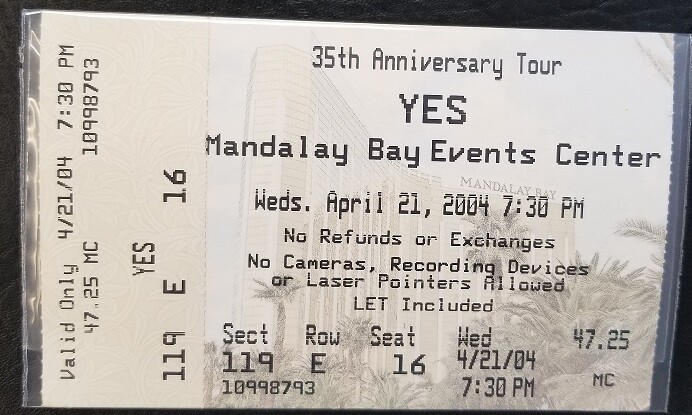 Valid Only 4/21/04 7:30 PM
47.25 MC 10998793
YES
119 E 16
35th Anniversary Tour
YES
Mandalay Bay Events Center
MANDALAY BAY
Weds. April 21, 2004 7:30 PM
No Refunds or Exchanges
No Cameras, Recording Devices
or Laser Pointers Allowed
LET Included
Sect Row Seat Wed 47.25
119 E 16 4/21/04
10998793 7:30 PM MC